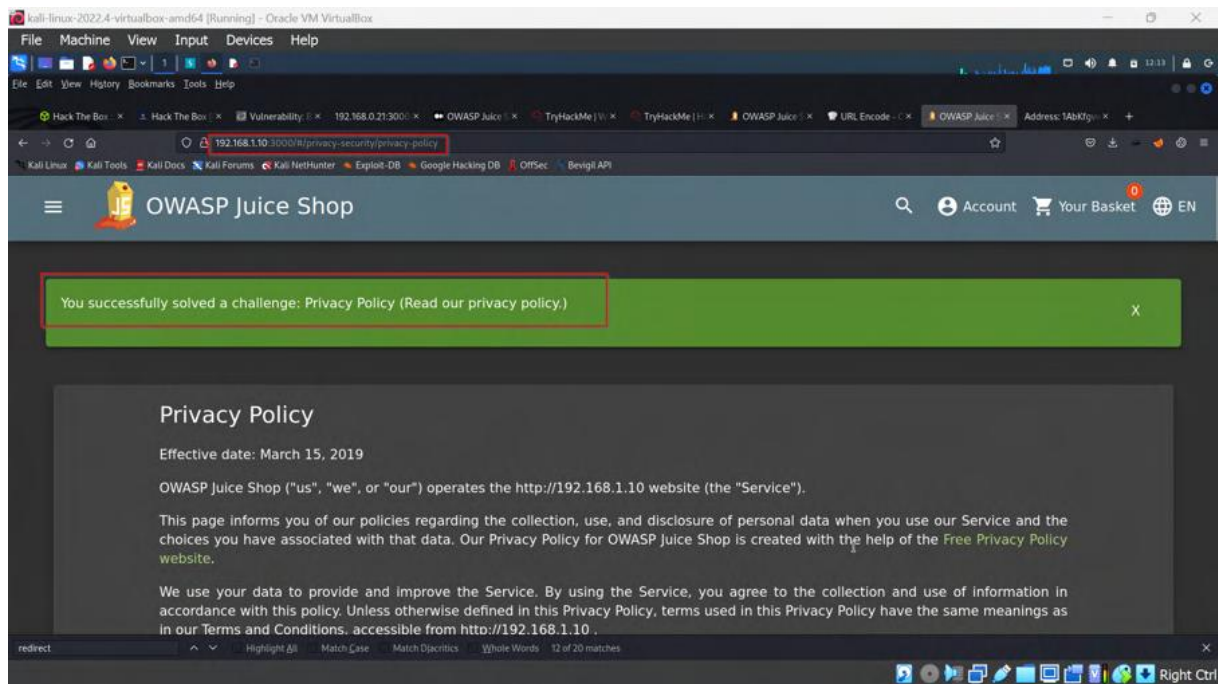 kali-linux-2022.4-virtualbox-amd64 [Running] - Oracle VM VirtualBox
File Machine View Input Devices Help
1 12:13
File Edit View History Bookmarks Tools Help
Hack The Box Hack The Box Vulnerability: 192.168.0.21:3000 OWASP Juice S TryHackMe | TryHackMe | OWASP Juice S URL Encode - OWASP Juice S Address: +
192.168.1.10:3000/#/privacy-security/privacy-policy
Kali Linux Kali Tools Kali Docs Kali Forums Kali NetHunter Exploit-DB Google Hacking DB OffSec Bevigil API
OWASP Juice Shop Account Your Basket 0 EN
You successfully solved a challenge: Privacy Policy (Read our privacy policy.) X
Privacy Policy
Effective date: March 15, 2019
OWASP Juice Shop ("us", "we", or "our") operates the http://192.168.1.10 website (the "Service").
This page informs you of our policies regarding the collection, use, and disclosure of personal data when you use our Service and the
choices you have associated with that data. Our Privacy Policy for OWASP Juice Shop is created with the help of the Free Privacy Policy
website.
We use your data to provide and improve the Service. By using the Service, you agree to the collection and use of information in
accordance with this policy. Unless otherwise defined in this Privacy Policy, terms used in this Privacy Policy have the same meanings as
in our Terms and Conditions, accessible from http://192.168.1.10 .
redirect Highlight All Match Case Match Diacritics Whole Words 12 of 20 matches
Right Ctrl